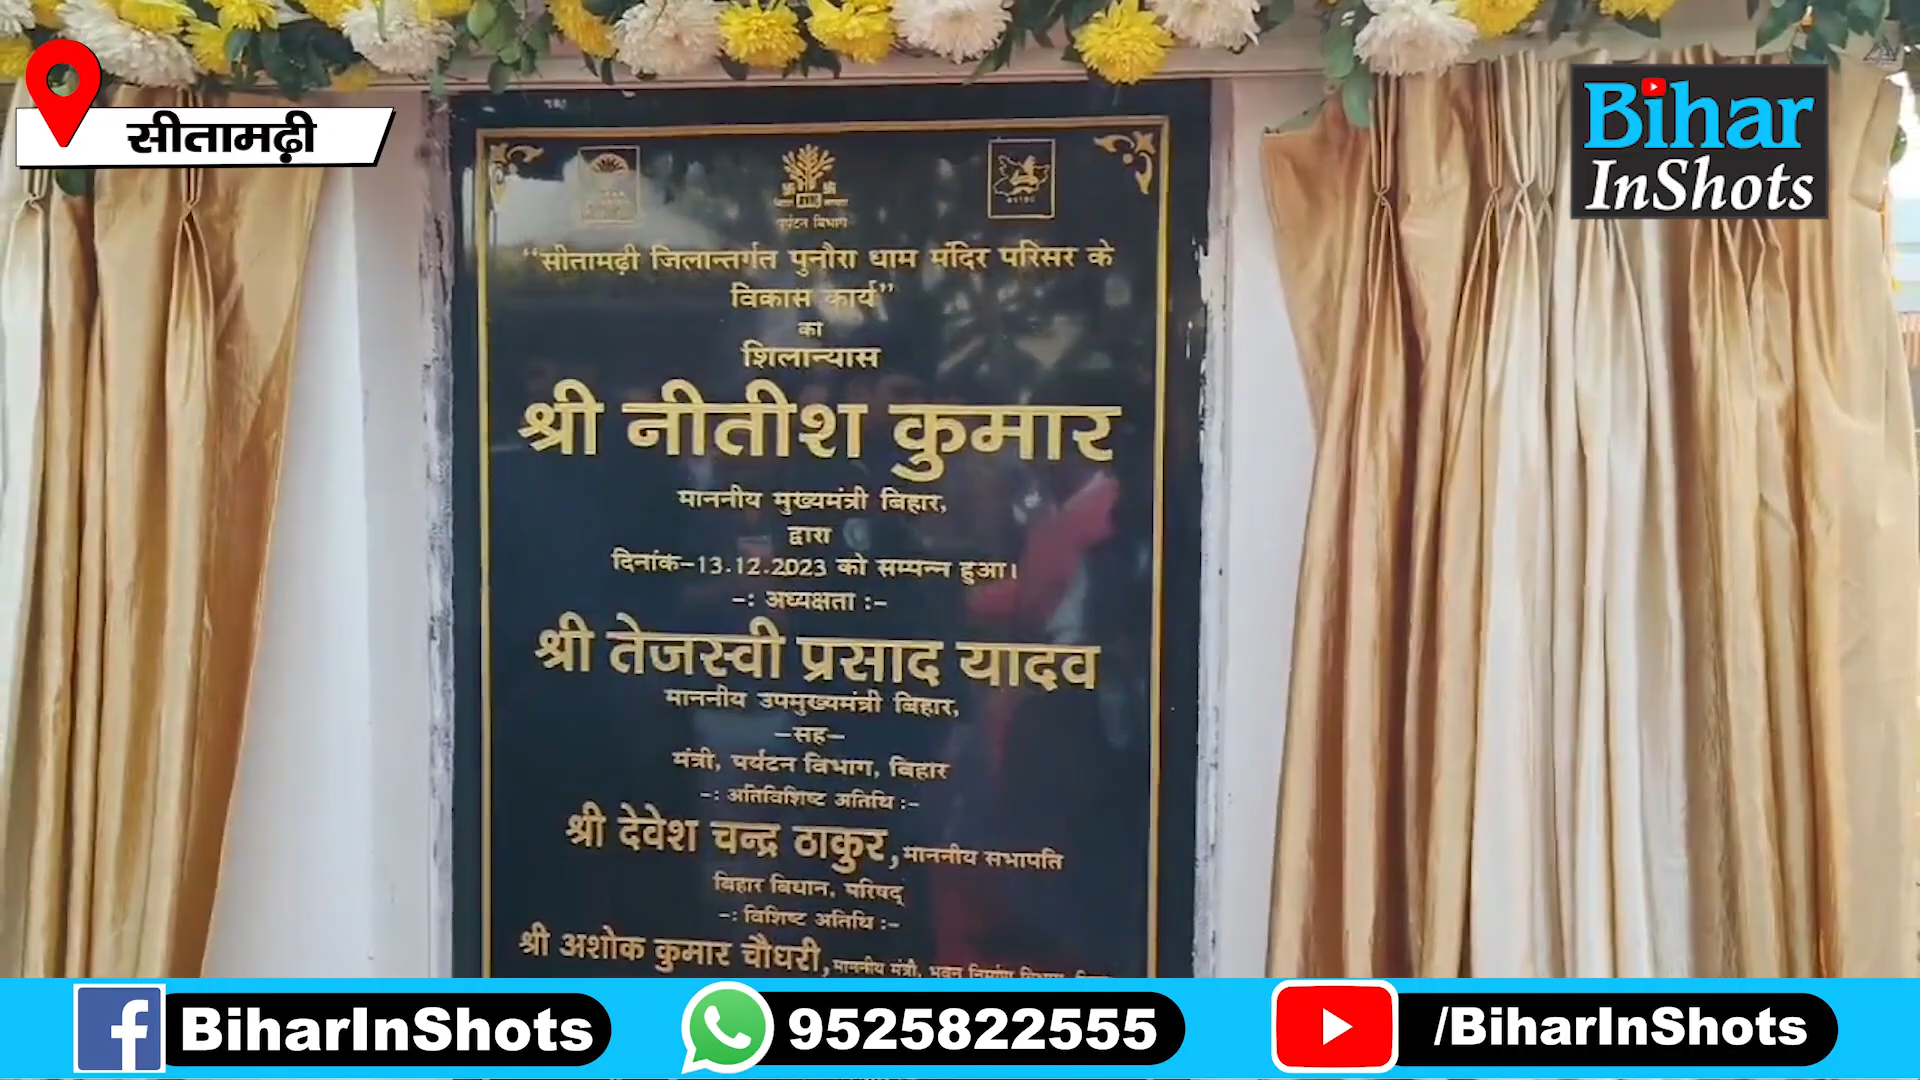 सीतामढ़ी
Bihar
InShots
पर्यटन विभाग
“सीतामढ़ी जिलान्तर्गत पुनौरा धाम मंदिर परिसर के
विकास कार्य”
का
शिलान्यास
श्री नीतीश कुमार
माननीय मुख्यमंत्री बिहार,
द्वारा
दिनांक-13.12.2023 को सम्पन्न हुआ।
-: अध्यक्षता :-
श्री तेजस्वी प्रसाद यादव
माननीय उपमुख्यमंत्री बिहार,
-सह-
मंत्री, पर्यटन विभाग, बिहार
-: अतिविशिष्ट अतिथि :-
श्री देवेश चन्द्र ठाकुर, माननीय सभापति
बिहार विधान, परिषद्
-: विशिष्ट अतिथि :-
श्री अशोक कुमार चौधरी, माननीय मंत्री, भवन निर्माण विभाग,
BiharInShots
9525822555
/BiharInShots